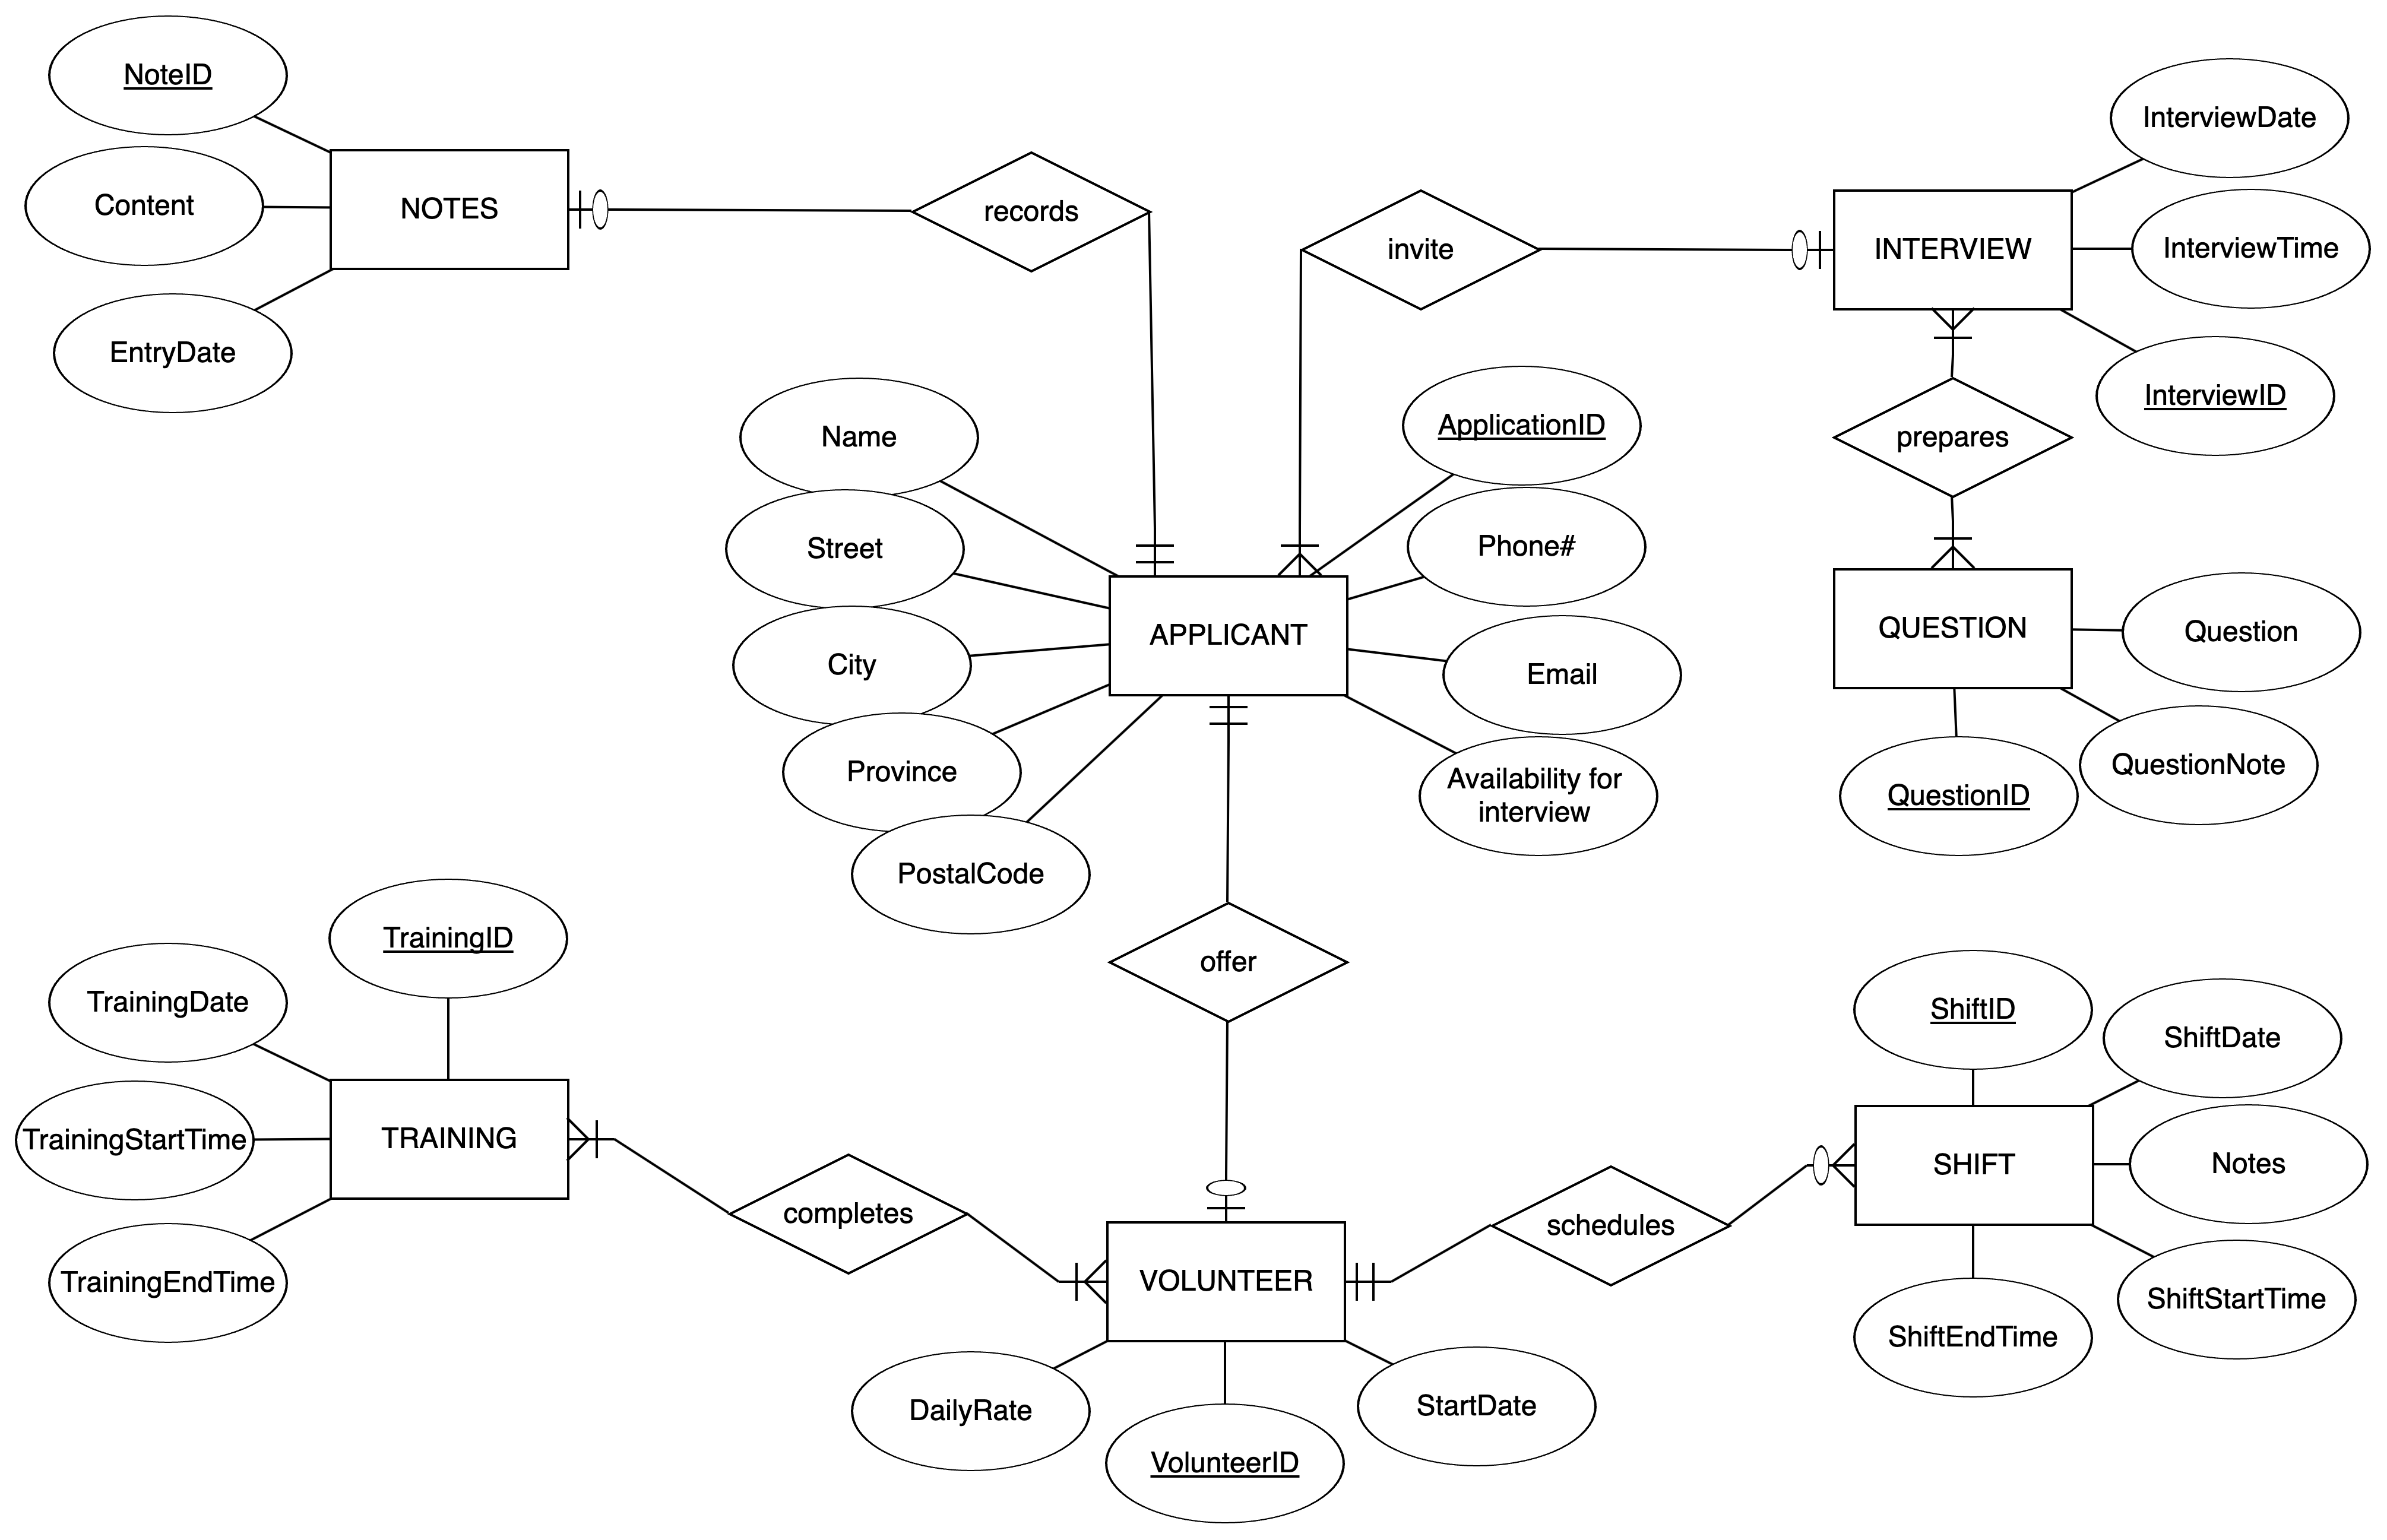 NoteID
Content
EntryDate
NOTES
records
invite
INTERVIEW
InterviewDate
InterviewTime
InterviewID
prepares
Name
Street
City
Province
PostalCode
APPLICANT
ApplicationID
Phone#
Email
Availability for
interview
QUESTION
Question
QuestionNote
QuestionID
offer
TrainingID
TrainingDate
TrainingStartTime
TrainingEndTime
TRAINING
completes
VOLUNTEER
schedules
SHIFT
ShiftID
ShiftDate
Notes
ShiftStartTime
ShiftEndTime
DailyRate
VolunteerID
StartDate